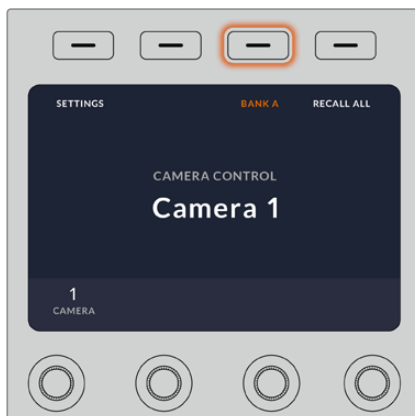 SETTINGS BANK A RECALL ALL
CAMERA CONTROL
Camera 1
1
CAMERA